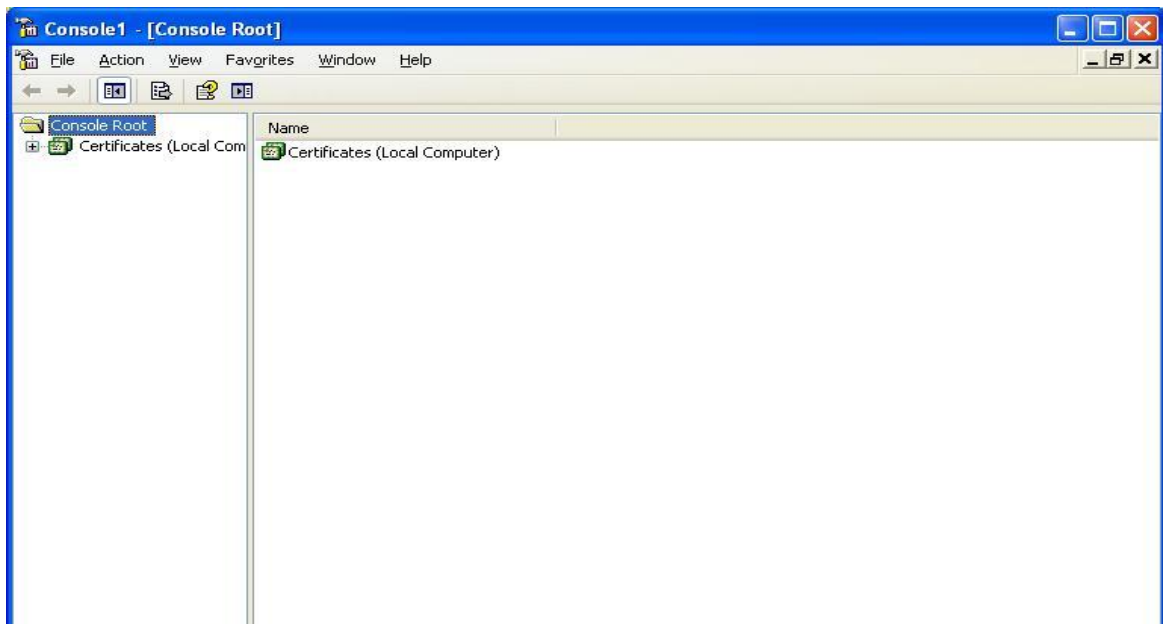 Console1 - [Console Root]
File Action View Favorites Window Help
Console Root
Certificates (Local Com
Name
Certificates (Local Computer)